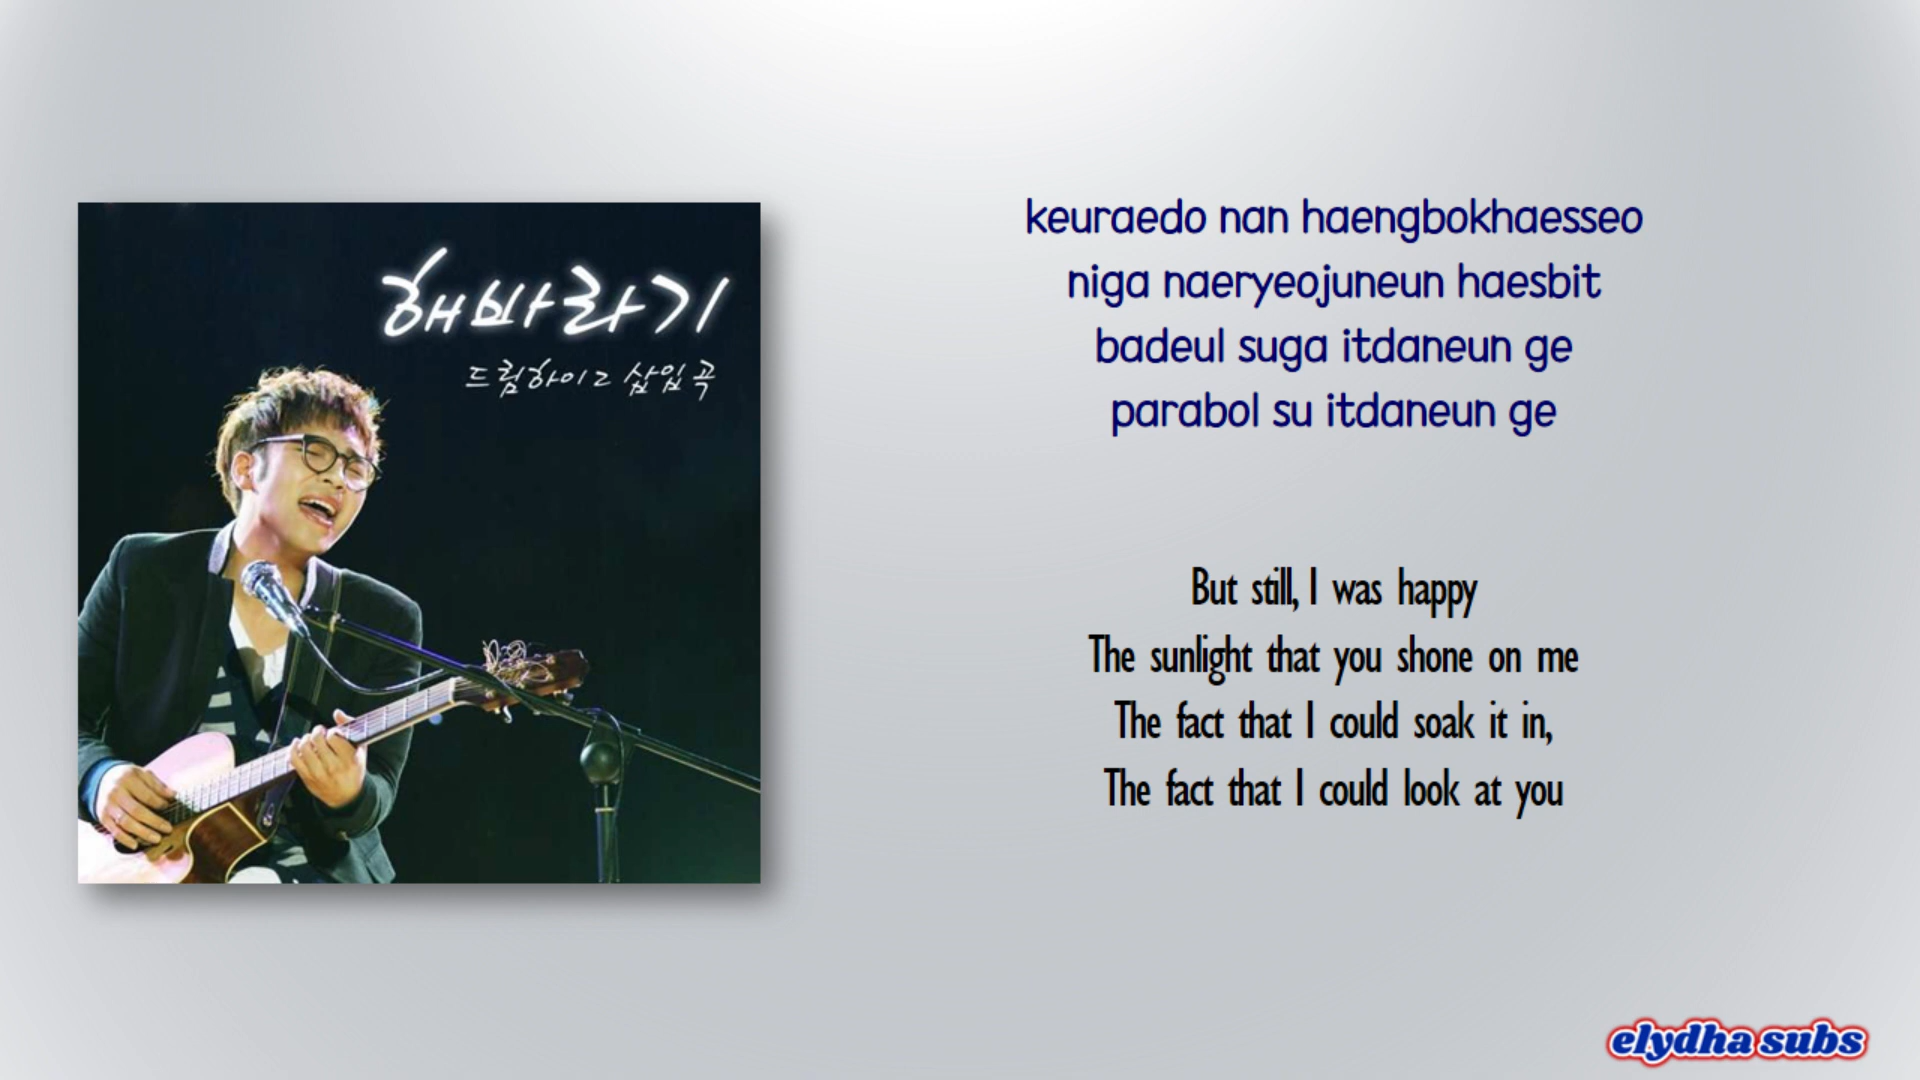 해바라기
드림하이2 삽입곡
keuraedo nan haengbokhaesseo
niga naeryeojuneun haesbit
badeul suga itdaneun ge
parabol su itdaneun ge
But still, I was happy
The sunlight that you shone on me
The fact that I could soak it in,
The fact that I could look at you
elydha subs